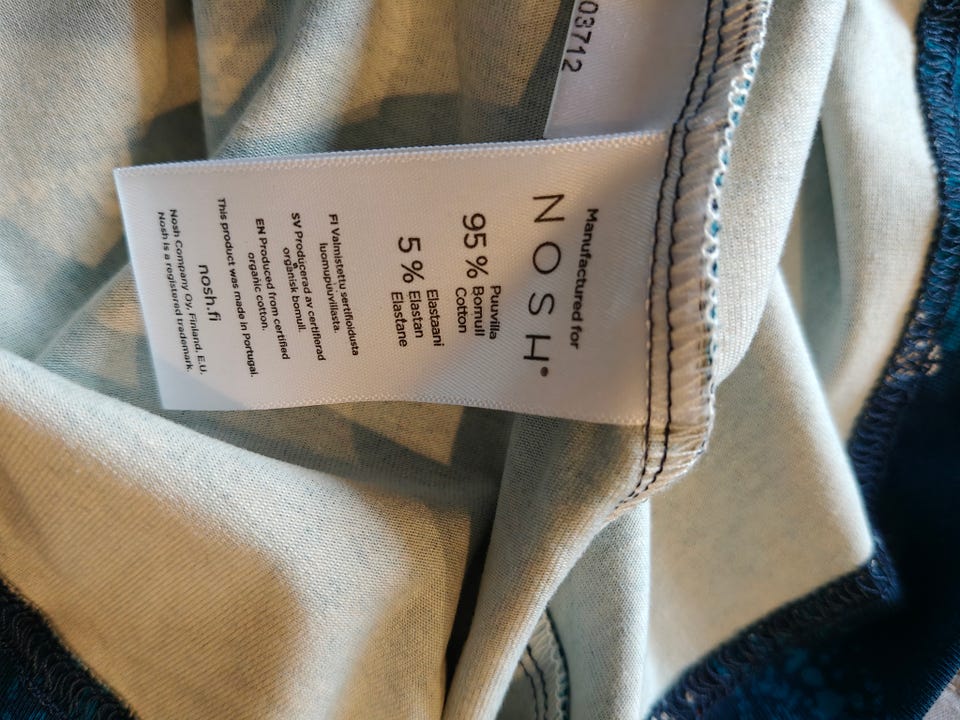 03712
Manufactured for
NOSH®
95 % Puuvilla
Bomull
Cotton
5 % Elastaani
Elastan
Elastane
FI Valmistettu sertifioidusta
luomupuuvillasta.
SV Producerad av certifierad
organisk bomull.
EN Produced from certified
organic cotton.
This product was made in Portugal.
nosh.fi
Nosh Company Oy, Finland, E.U.
Nosh is a registered trademark.